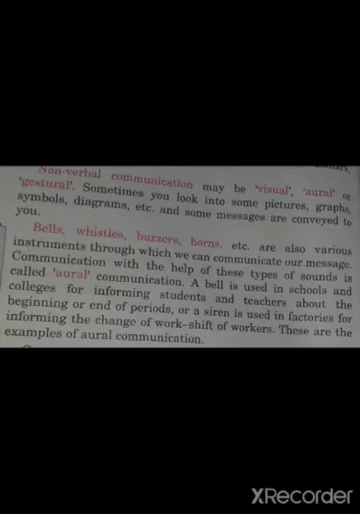 Non-verbal communication may be 'visual', 'aural' or
'gestural'. Sometimes you look into some pictures, graphs,
symbols, diagrams, etc. and some messages are conveyed to
you.
Bells, whistles, buzzers, horns, etc. are also various
instruments through which we can communicate our message.
Communication with the help of these types of sounds is
called 'aural' communication. A bell is used in schools and
colleges for informing students and teachers about the
beginning or end of periods, or a siren is used in factories for
informing the change of work-shift of workers. These are the
examples of aural communication.
XRecorder